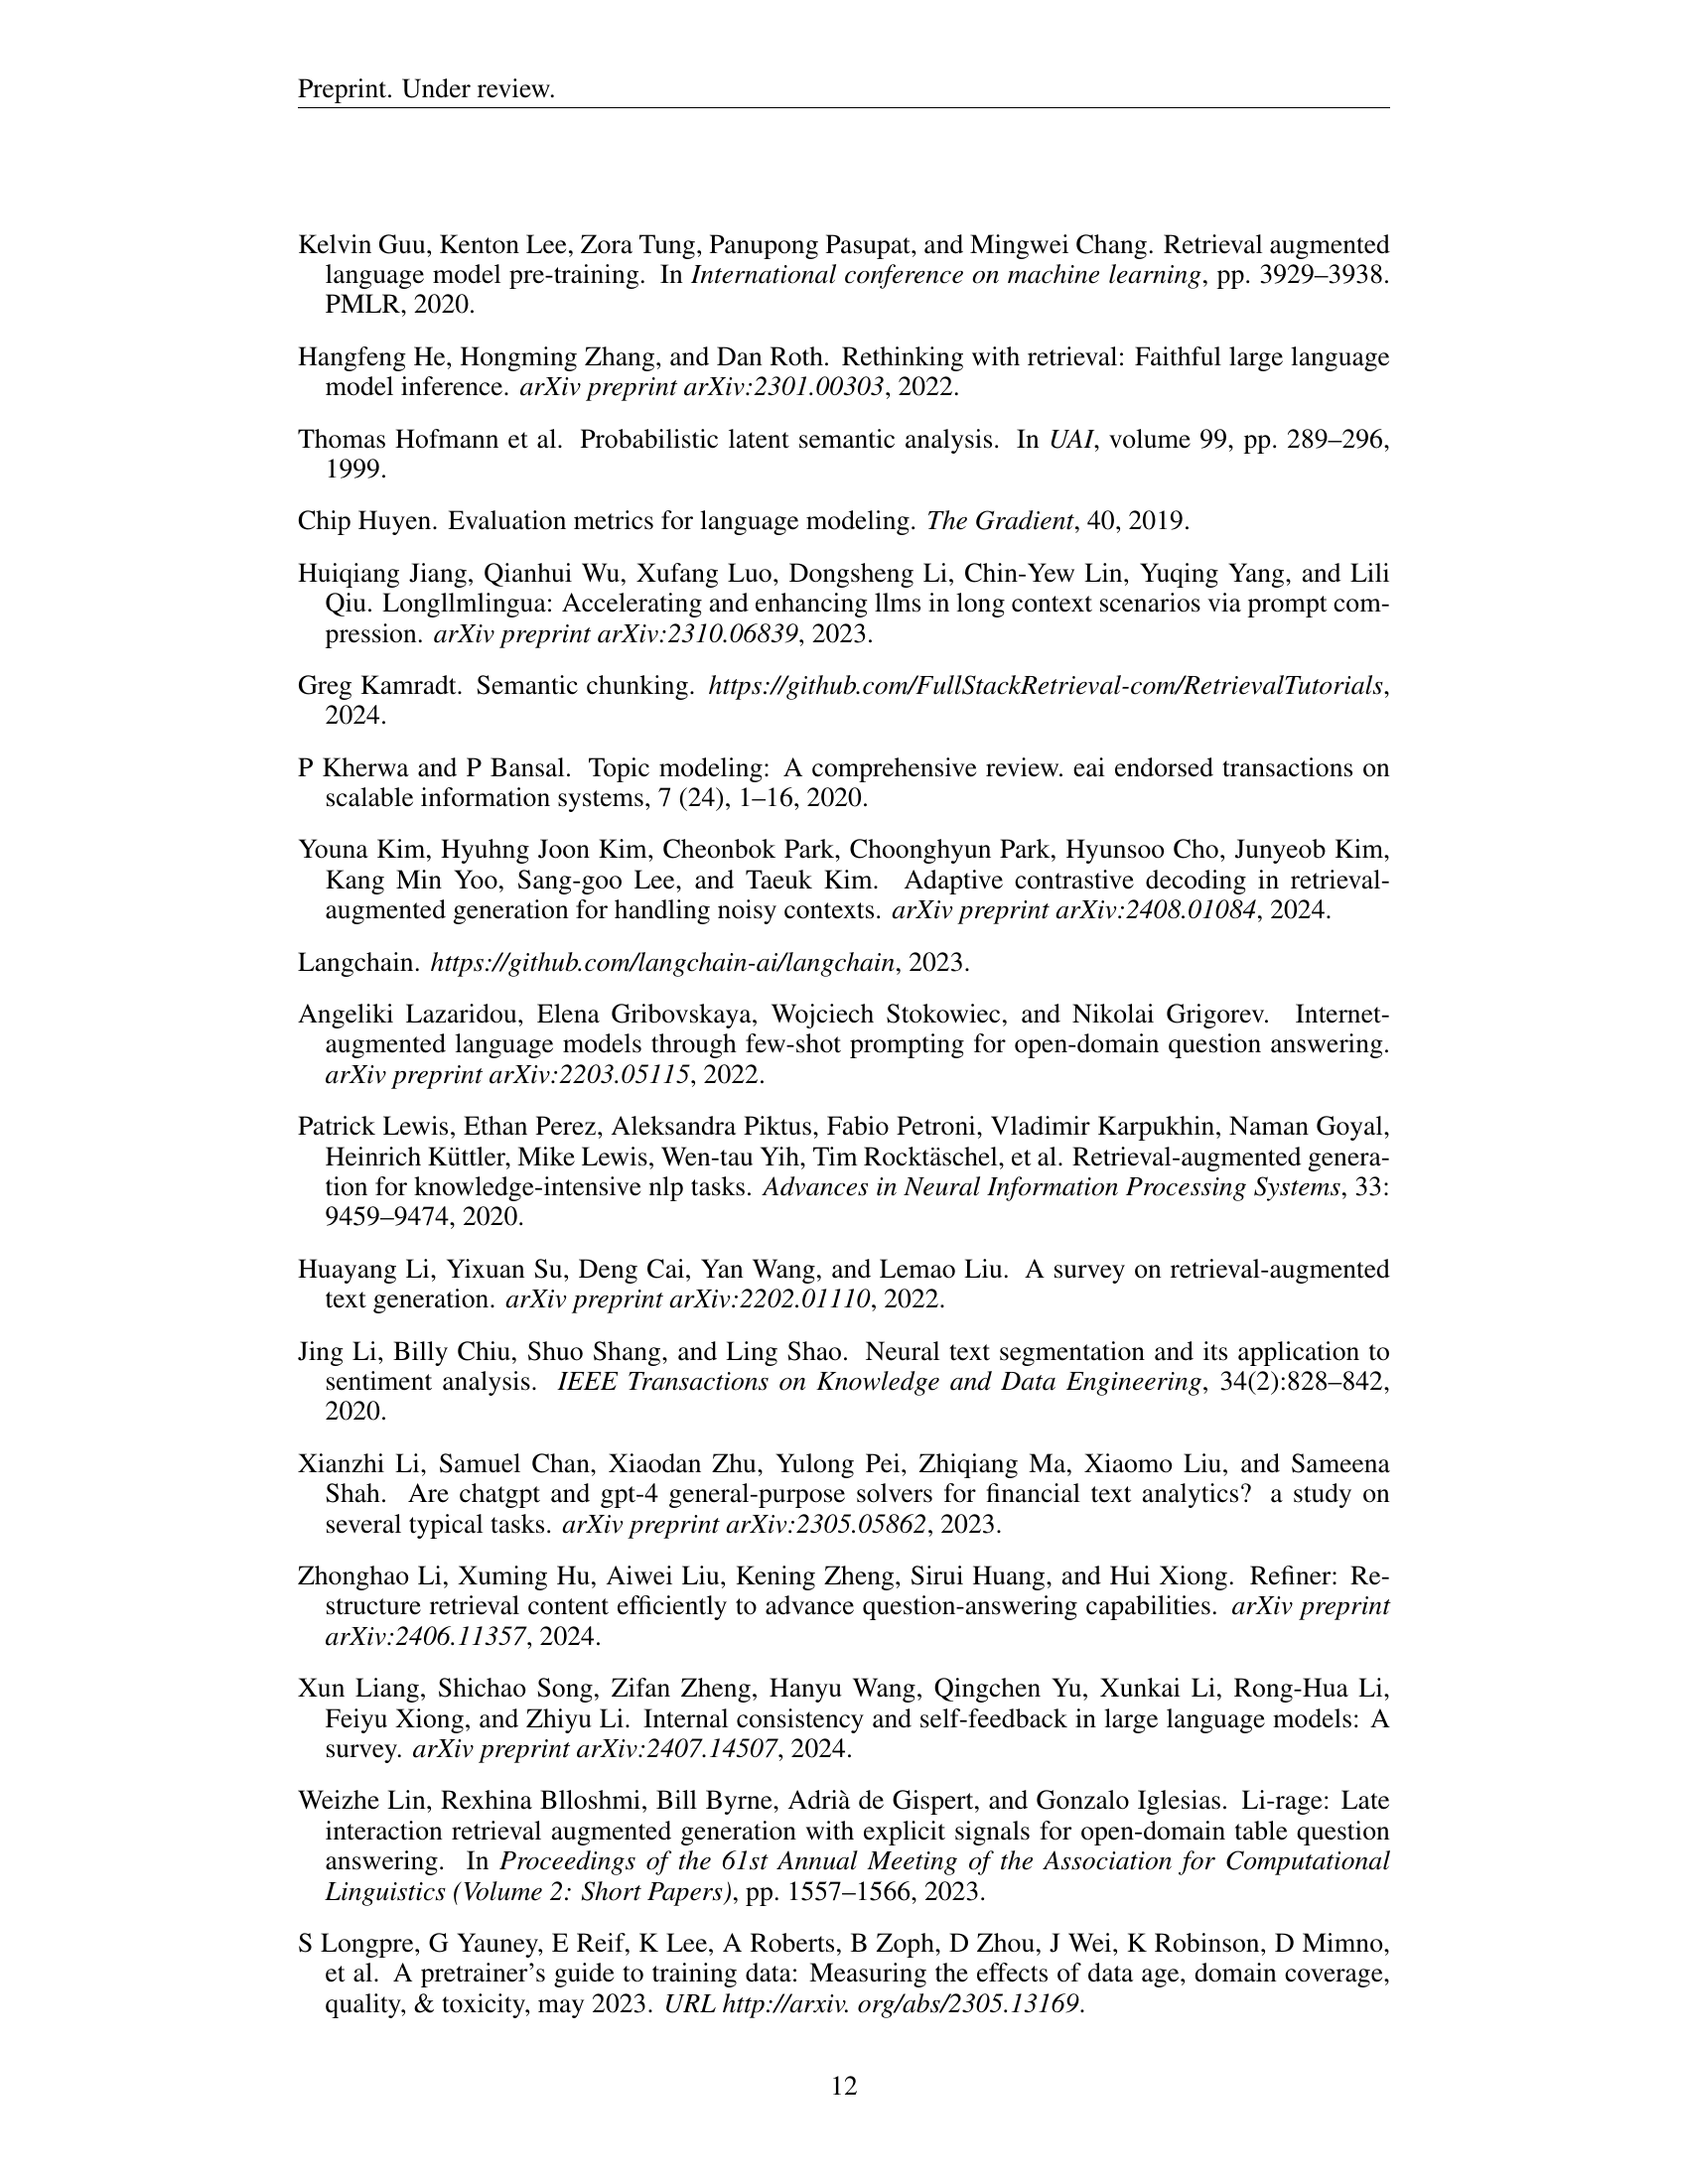 Preprint. Under review.
Kelvin Guu, Kenton Lee, Zora Tung, Panupong Pasupat, and Mingwei Chang. Retrieval augmented
language model pre-training. In International conference on machine learning, pp. 3929–3938.
PMLR, 2020.
Hangfeng He, Hongming Zhang, and Dan Roth. Rethinking with retrieval: Faithful large language
model inference. arXiv preprint arXiv:2301.00303, 2022.
Thomas Hofmann et al. Probabilistic latent semantic analysis. In UAI, volume 99, pp. 289–296,
1999.
Chip Huyen. Evaluation metrics for language modeling. The Gradient, 40, 2019.
Huiqiang Jiang, Qianhui Wu, Xufang Luo, Dongsheng Li, Chin-Yew Lin, Yuqing Yang, and Lili
Qiu. Longllmlingua: Accelerating and enhancing llms in long context scenarios via prompt com-
pression. arXiv preprint arXiv:2310.06839, 2023.
Greg Kamradt. Semantic chunking. https://github.com/FullStackRetrieval-com/RetrievalTutorials,
2024.
P Kherwa and P Bansal. Topic modeling: A comprehensive review. eai endorsed transactions on
scalable information systems, 7 (24), 1–16, 2020.
Youna Kim, Hyuhng Joon Kim, Cheonbok Park, Choonghyun Park, Hyunsoo Cho, Junyeob Kim,
Kang Min Yoo, Sang-goo Lee, and Taeuk Kim. Adaptive contrastive decoding in retrieval-
augmented generation for handling noisy contexts. arXiv preprint arXiv:2408.01084, 2024.
Langchain. https://github.com/langchain-ai/langchain, 2023.
Angeliki Lazaridou, Elena Gribovskaya, Wojciech Stokowiec, and Nikolai Grigorev. Internet-
augmented language models through few-shot prompting for open-domain question answering.
arXiv preprint arXiv:2203.05115, 2022.
Patrick Lewis, Ethan Perez, Aleksandra Piktus, Fabio Petroni, Vladimir Karpukhin, Naman Goyal,
Heinrich Küttler, Mike Lewis, Wen-tau Yih, Tim Rocktäschel, et al. Retrieval-augmented genera-
tion for knowledge-intensive nlp tasks. Advances in Neural Information Processing Systems, 33:
9459–9474, 2020.
Huayang Li, Yixuan Su, Deng Cai, Yan Wang, and Lemao Liu. A survey on retrieval-augmented
text generation. arXiv preprint arXiv:2202.01110, 2022.
Jing Li, Billy Chiu, Shuo Shang, and Ling Shao. Neural text segmentation and its application to
sentiment analysis. IEEE Transactions on Knowledge and Data Engineering, 34(2):828–842,
2020.
Xianzhi Li, Samuel Chan, Xiaodan Zhu, Yulong Pei, Zhiqiang Ma, Xiaomo Liu, and Sameena
Shah. Are chatgpt and gpt-4 general-purpose solvers for financial text analytics? a study on
several typical tasks. arXiv preprint arXiv:2305.05862, 2023.
Zhonghao Li, Xuming Hu, Aiwei Liu, Kening Zheng, Sirui Huang, and Hui Xiong. Refiner: Re-
structure retrieval content efficiently to advance question-answering capabilities. arXiv preprint
arXiv:2406.11357, 2024.
Xun Liang, Shichao Song, Zifan Zheng, Hanyu Wang, Qingchen Yu, Xunkai Li, Rong-Hua Li,
Feiyu Xiong, and Zhiyu Li. Internal consistency and self-feedback in large language models: A
survey. arXiv preprint arXiv:2407.14507, 2024.
Weizhe Lin, Rexhina Blloshmi, Bill Byrne, Adrià de Gispert, and Gonzalo Iglesias. Li-rage: Late
interaction retrieval augmented generation with explicit signals for open-domain table question
answering. In Proceedings of the 61st Annual Meeting of the Association for Computational
Linguistics (Volume 2: Short Papers), pp. 1557–1566, 2023.
S Longpre, G Yauney, E Reif, K Lee, A Roberts, B Zoph, D Zhou, J Wei, K Robinson, D Mimno,
et al. A pretrainer's guide to training data: Measuring the effects of data age, domain coverage,
quality, & toxicity, may 2023. URL http://arxiv. org/abs/2305.13169.
12